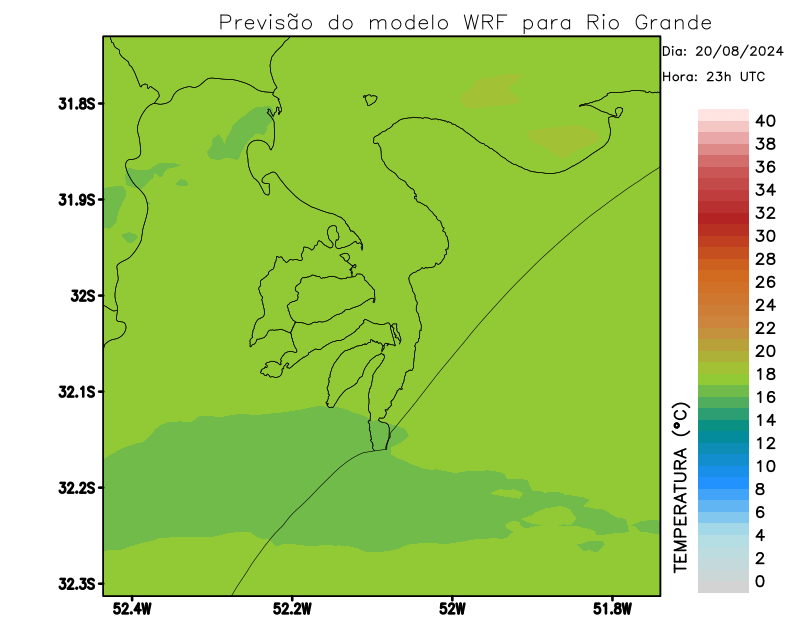 Previsão do modelo WRF para Rio Grande
Dia: 20/08/2024
Hora: 23h UTC
31.8S
31.9S
32S
32.1S
32.2S
32.3S
52.4W
52.2W
52W
51.8W
TEMPERATURA (°C)
40
38
36
34
32
30
28
26
24
22
20
18
16
14
12
10
8
6
4
2
0